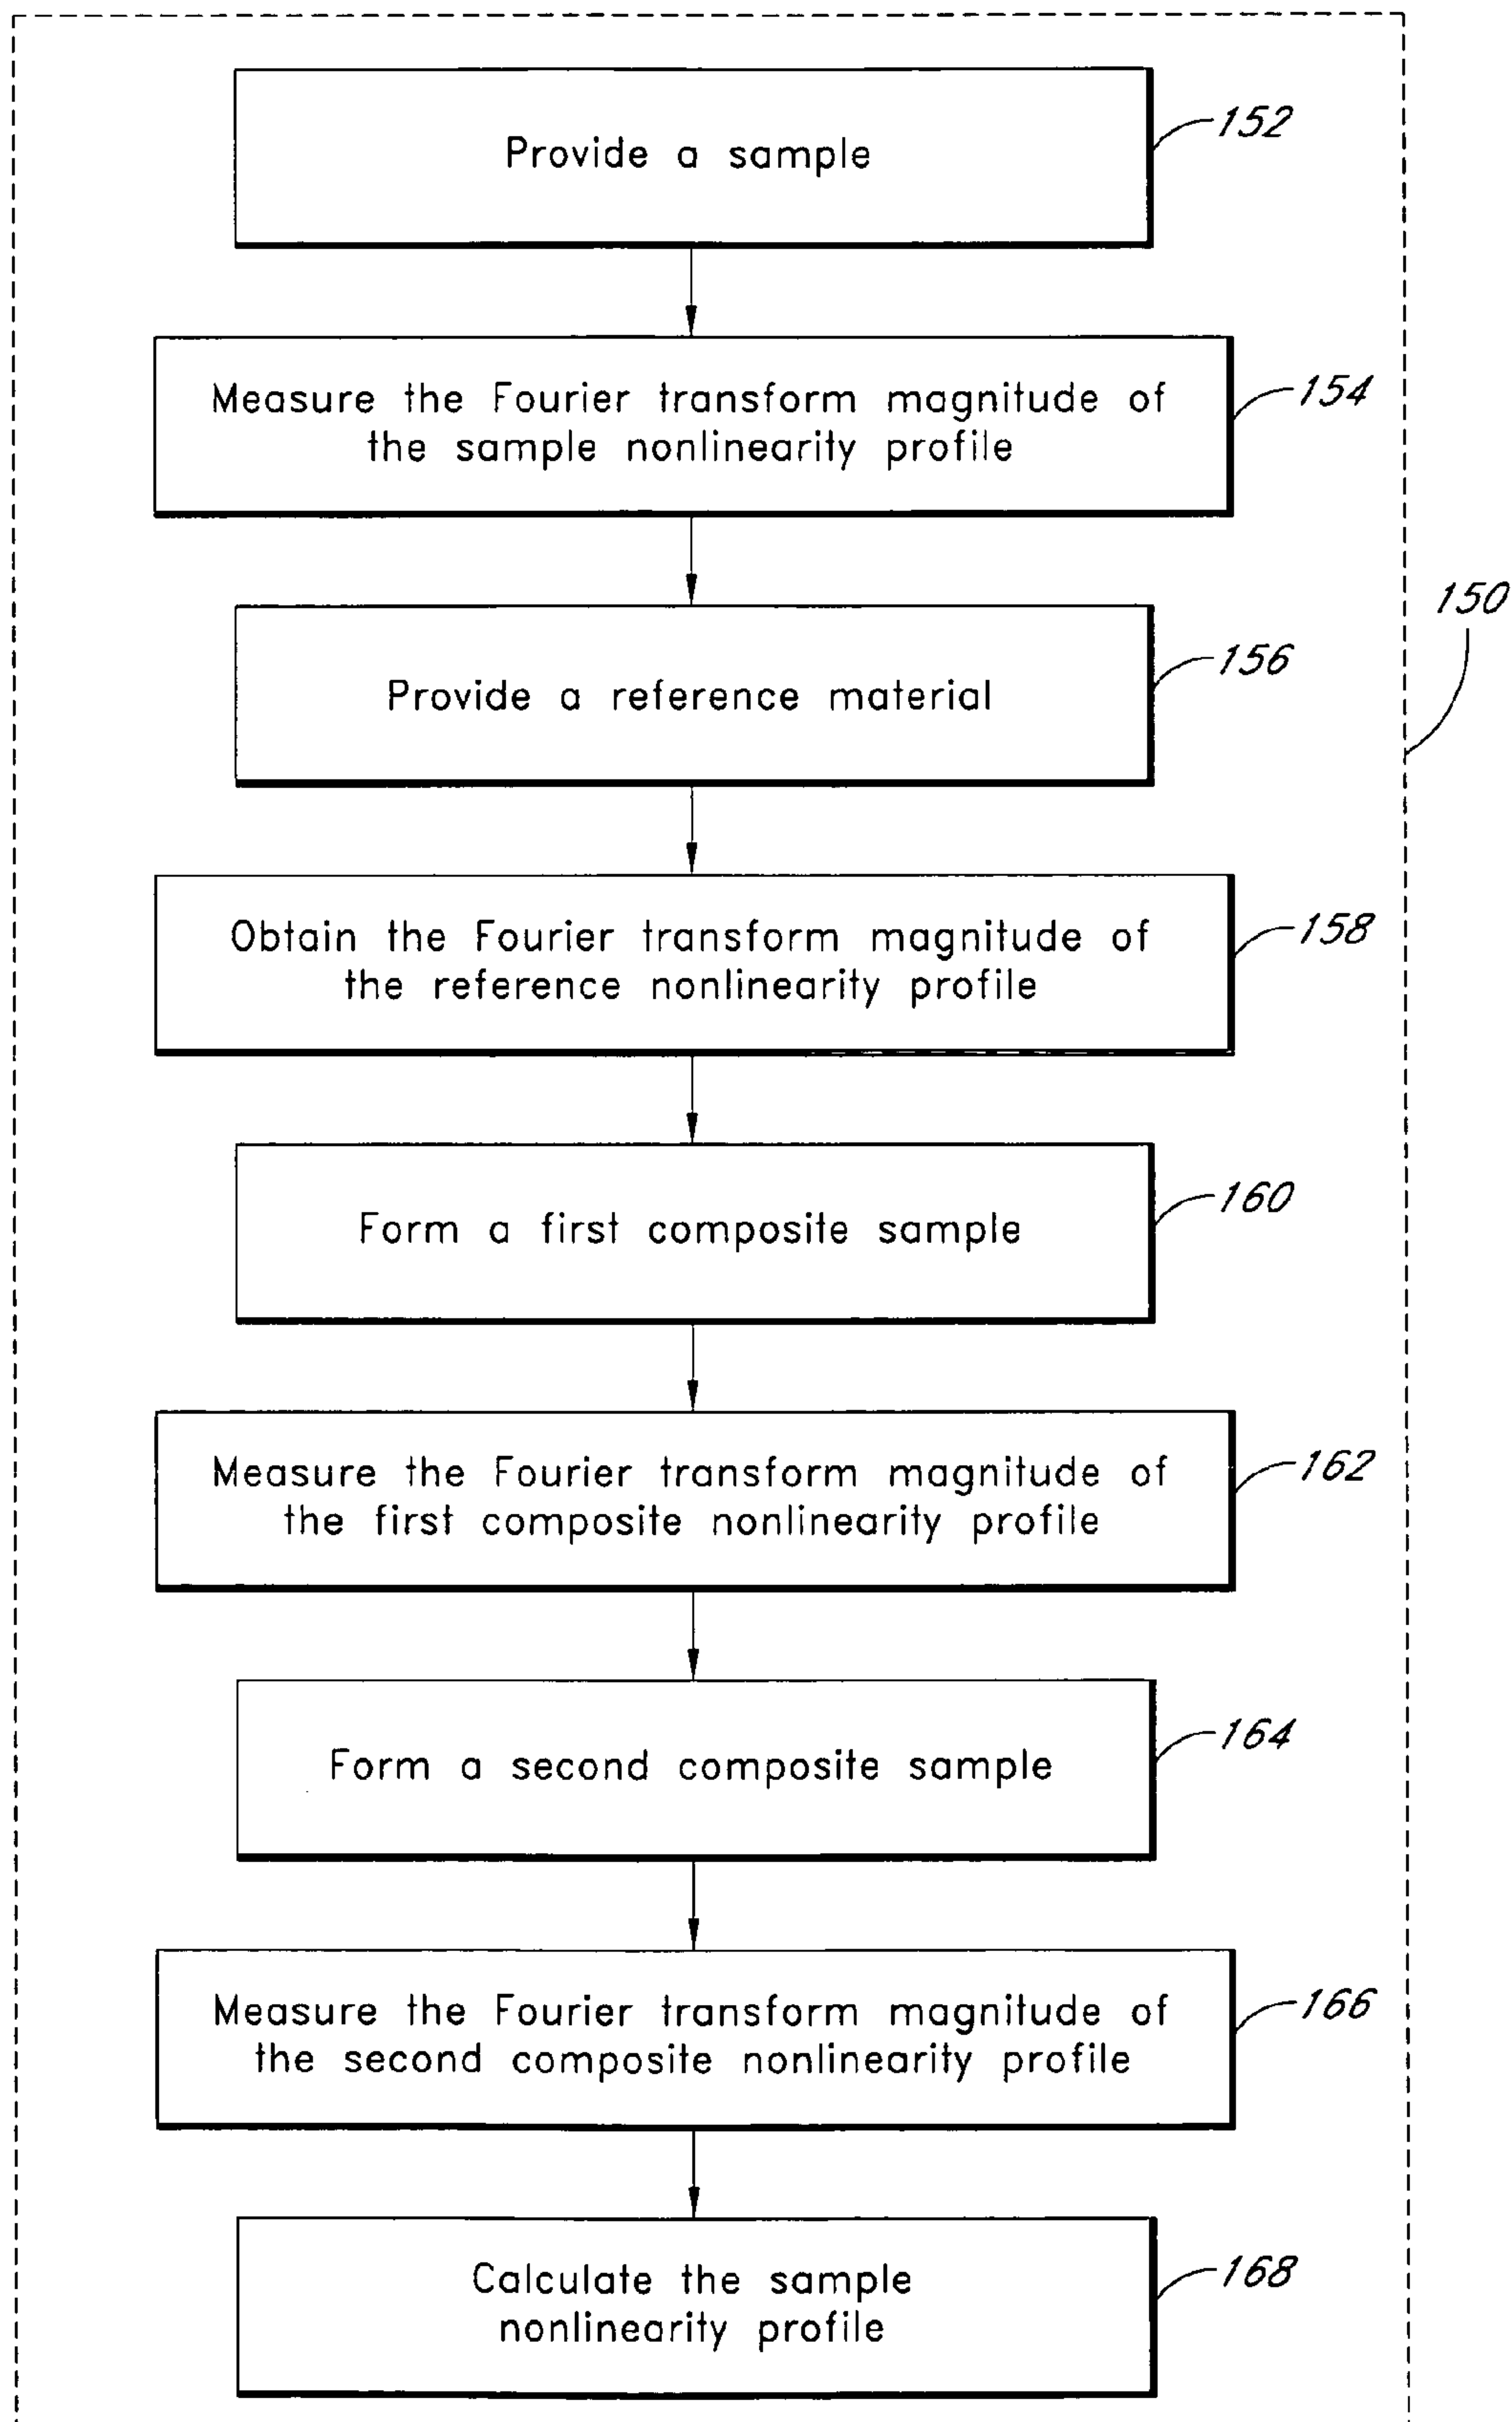 Provide a sample
152
Measure the Fourier transform magnitude of
the sample nonlinearity profile
154
150
Provide a reference material
156
Obtain the Fourier transform magnitude of
the reference nonlinearity profile
158
Form a first composite sample
160
Measure the Fourier transform magnitude of
the first composite nonlinearity profile
162
Form a second composite sample
164
Measure the Fourier transform magnitude of
the second composite nonlinearity profile
166
Calculate the sample
nonlinearity profile
168